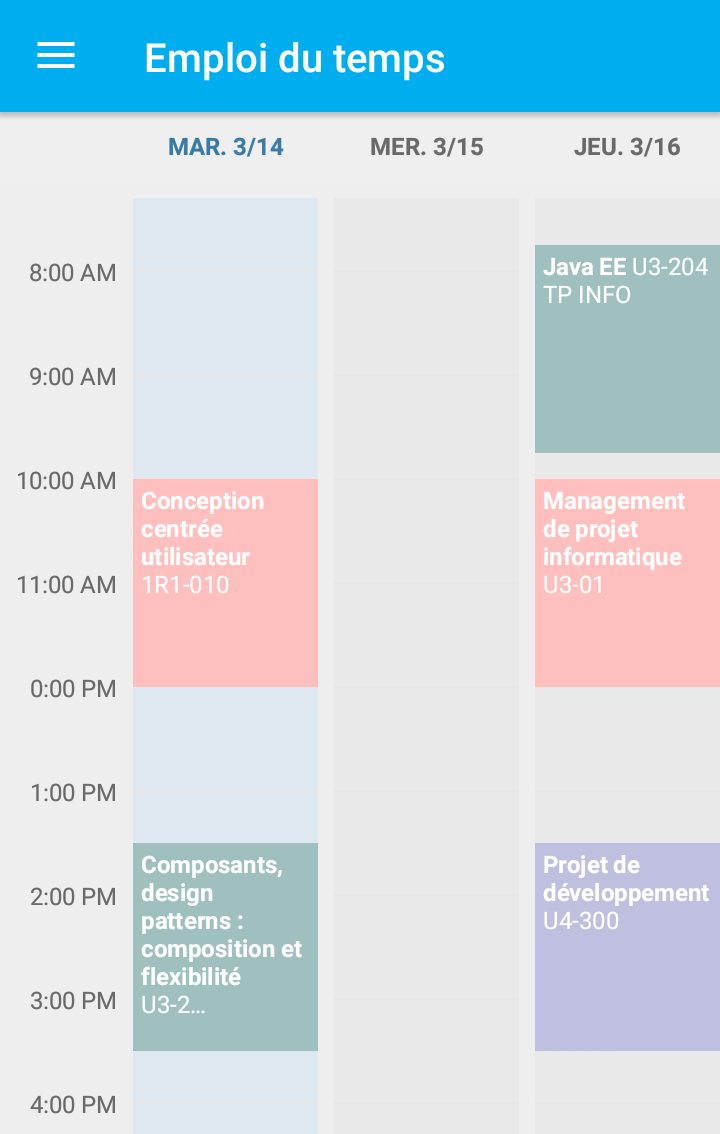 Emploi du temps
MAR. 3/14
MER. 3/15
JEU. 3/16
8:00 AM
9:00 AM
10:00 AM
11:00 AM
0:00 PM
1:00 PM
2:00 PM
3:00 PM
4:00 PM
Conception
centrée
utilisateur
1R1-010
Composants,
design
patterns :
composition et
flexibilité
U3-2…
Java EE U3-204
TP INFO
Management
de projet
informatique
U3-01
Projet de
développement
U4-300